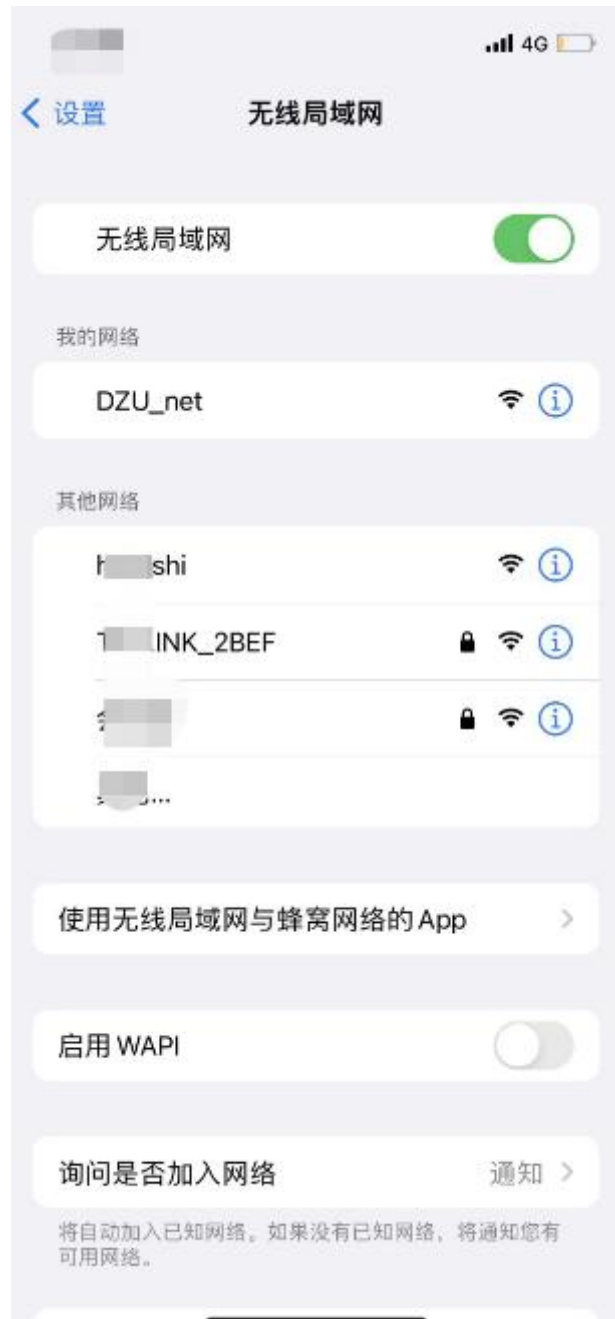 4G
设置
无线局域网
无线局域网
我的网络
DZU_net
其他网络
shi
INK_2BEF
使用无线局域网与蜂窝网络的App
启用 WAPI
询问是否加入网络
通知
将自动加入已知网络。如果没有已知网络，将通知您有
可用网络。